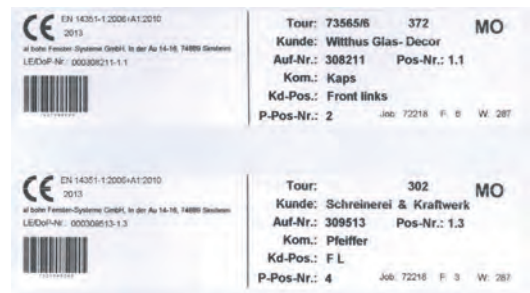 CE EN 14351-1:2006+A1:2010
2013
al bohn Fenster-Systeme GmbH, In der Au 14-16, 74889 Sinsheim
LE/DoP-Nr.: 000308211-1.1
Tour: 73565/6 372 MO
Kunde: Witthus Glas- Decor
Auf-Nr.: 308211 Pos-Nr.: 1.1
Kom.: Kaps
Kd-Pos.: Front links
P-Pos-Nr.: 2 Job: 72218 F: 6 W: 287
CE EN 14351-1:2006+A1:2010
2013
al bohn Fenster-Systeme GmbH, In der Au 14-16, 74889 Sinsheim
LE/DoP-Nr.: 000309513-1.3
Tour: 302 MO
Kunde: Schreinerei & Kraftwerk
Auf-Nr.: 309513 Pos-Nr.: 1.3
Kom.: Pfeiffer
Kd-Pos.: F L
P-Pos-Nr.: 4 Job: 72216 F: 3 W: 287